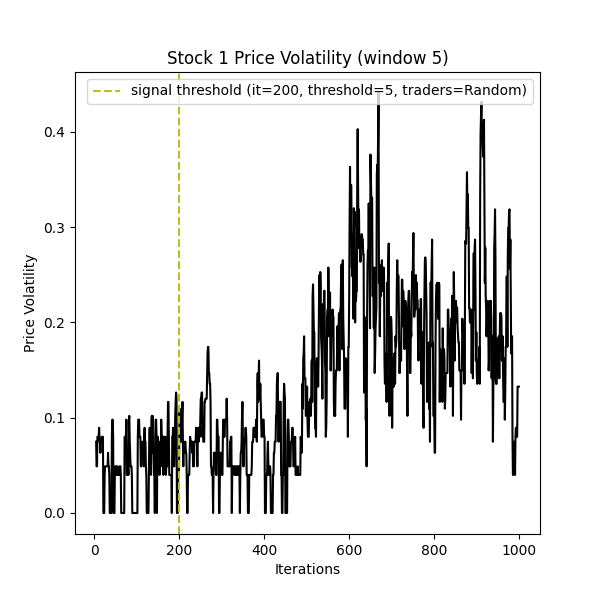 Stock 1 Price Volatility (window 5)
signal threshold (it=200, threshold=5, traders=Random)
0.4
0.3
0.2
0.1
0.0
Price Volatility
0 200 400 600 800 1000
Iterations